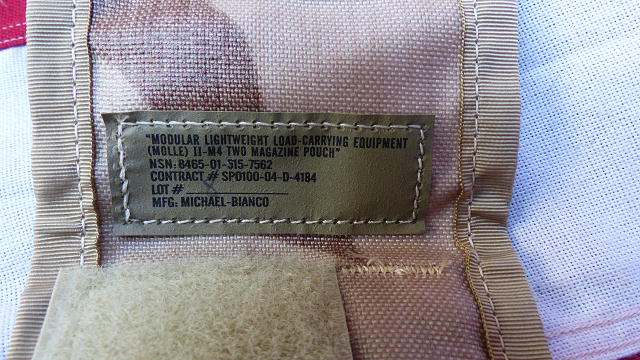 "MODULAR LIGHTWEIGHT LOAD-CARRYING EQUIPMENT
(MOLLE) II-M4 TWO MAGAZINE POUCH"
NSN: 8465-01-515-7562
CONTRACT # SPO100-04-D-4184
LOT #
MFG: MICHAEL-BIANCO